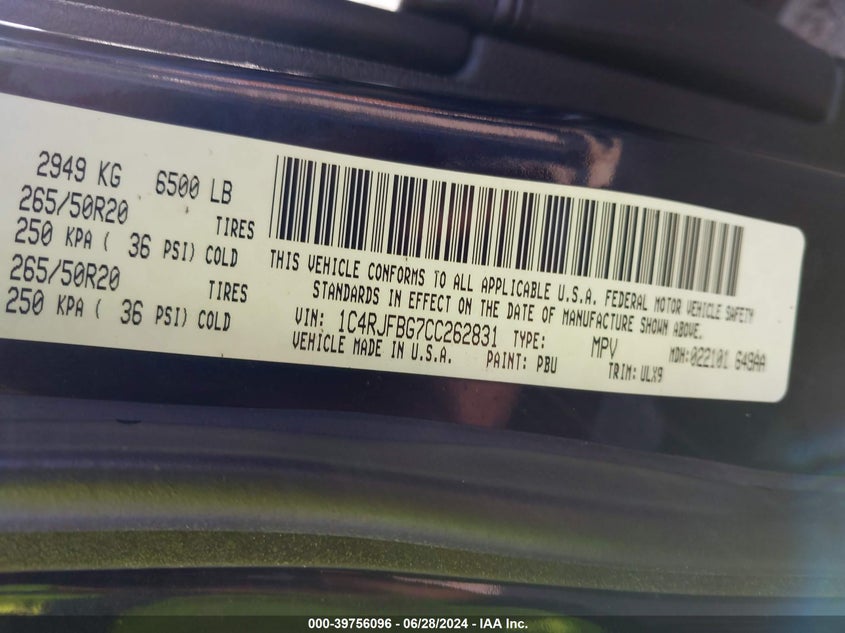 2949 KG 6500 LB
265/50R20 TIRES
250 KPA ( 36 PSI) COLD
265/50R20 TIRES
250 KPA ( 36 PSI) COLD
THIS VEHICLE CONFORMS TO ALL APPLICABLE U.S.A. FEDERAL MOTOR VEHICLE SAFETY
STANDARDS IN EFFECT ON THE DATE OF MANUFACTURE SHOWN ABOVE.
VIN: 1C4RJFBG7CC262831 TYPE: MPV MDH:022101 649AA
VEHICLE MADE IN U.S.A. PAINT: PBU TRIM: ULX9
000-39756096 - 06/28/2024 - IAA Inc.